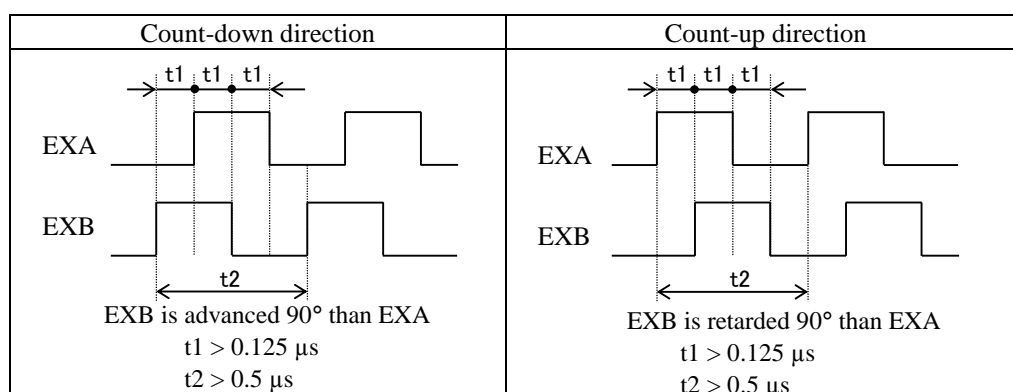 Count-down direction
t1 t1 t1
EXA
EXB
t2
EXB is advanced 90° than EXA
t1 > 0.125 µs
t2 > 0.5 µs
Count-up direction
t1 t1 t1
EXA
EXB
t2
EXB is retarded 90° than EXA
t1 > 0.125 µs
t2 > 0.5 µs